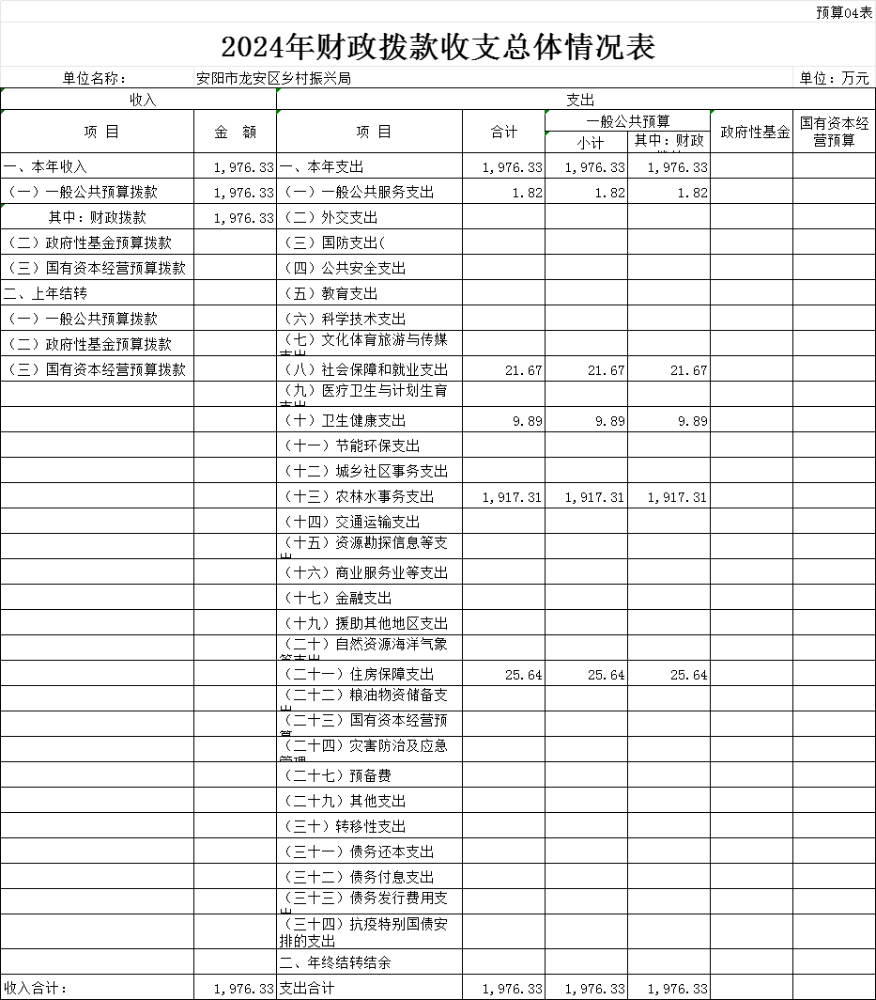 预算04表
2024年财政拨款收支总体情况表
单位名称： 安阳市龙安区乡村振兴局 单位：万元
收入 支出
项 目 金 额 项 目 合计 一般公共预算 政府性基金 国有资本经营预算
小计 其中：财政
一、本年收入 1,976.33 一、本年支出 1,976.33 1,976.33 1,976.33
（一）一般公共预算拨款 1,976.33 （一）一般公共服务支出 1.82 1.82 1.82
其中：财政拨款 1,976.33 （二）外交支出
（二）政府性基金预算拨款 （三）国防支出(
（三）国有资本经营预算拨款 （四）公共安全支出
二、上年结转 （五）教育支出
（一）一般公共预算拨款 （六）科学技术支出
（二）政府性基金预算拨款 （七）文化体育旅游与传媒
（三）国有资本经营预算拨款 （八）社会保障和就业支出 21.67 21.67 21.67
（九）医疗卫生与计划生育
（十）卫生健康支出 9.89 9.89 9.89
（十一）节能环保支出
（十二）城乡社区事务支出
（十三）农林水事务支出 1,917.31 1,917.31 1,917.31
（十四）交通运输支出
（十五）资源勘探信息等支
（十六）商业服务业等支出
（十七）金融支出
（十九）援助其他地区支出
（二十）自然资源海洋气象
（二十一）住房保障支出 25.64 25.64 25.64
（二十二）粮油物资储备支
（二十三）国有资本经营预
（二十四）灾害防治及应急
（二十七）预备费
（二十九）其他支出
（三十）转移性支出
（三十一）债务还本支出
（三十二）债务付息支出
（三十三）债务发行费用支
（三十四）抗疫特别国债安
排的支出
二、年终结转结余
收入合计： 1,976.33 支出合计 1,976.33 1,976.33 1,976.33